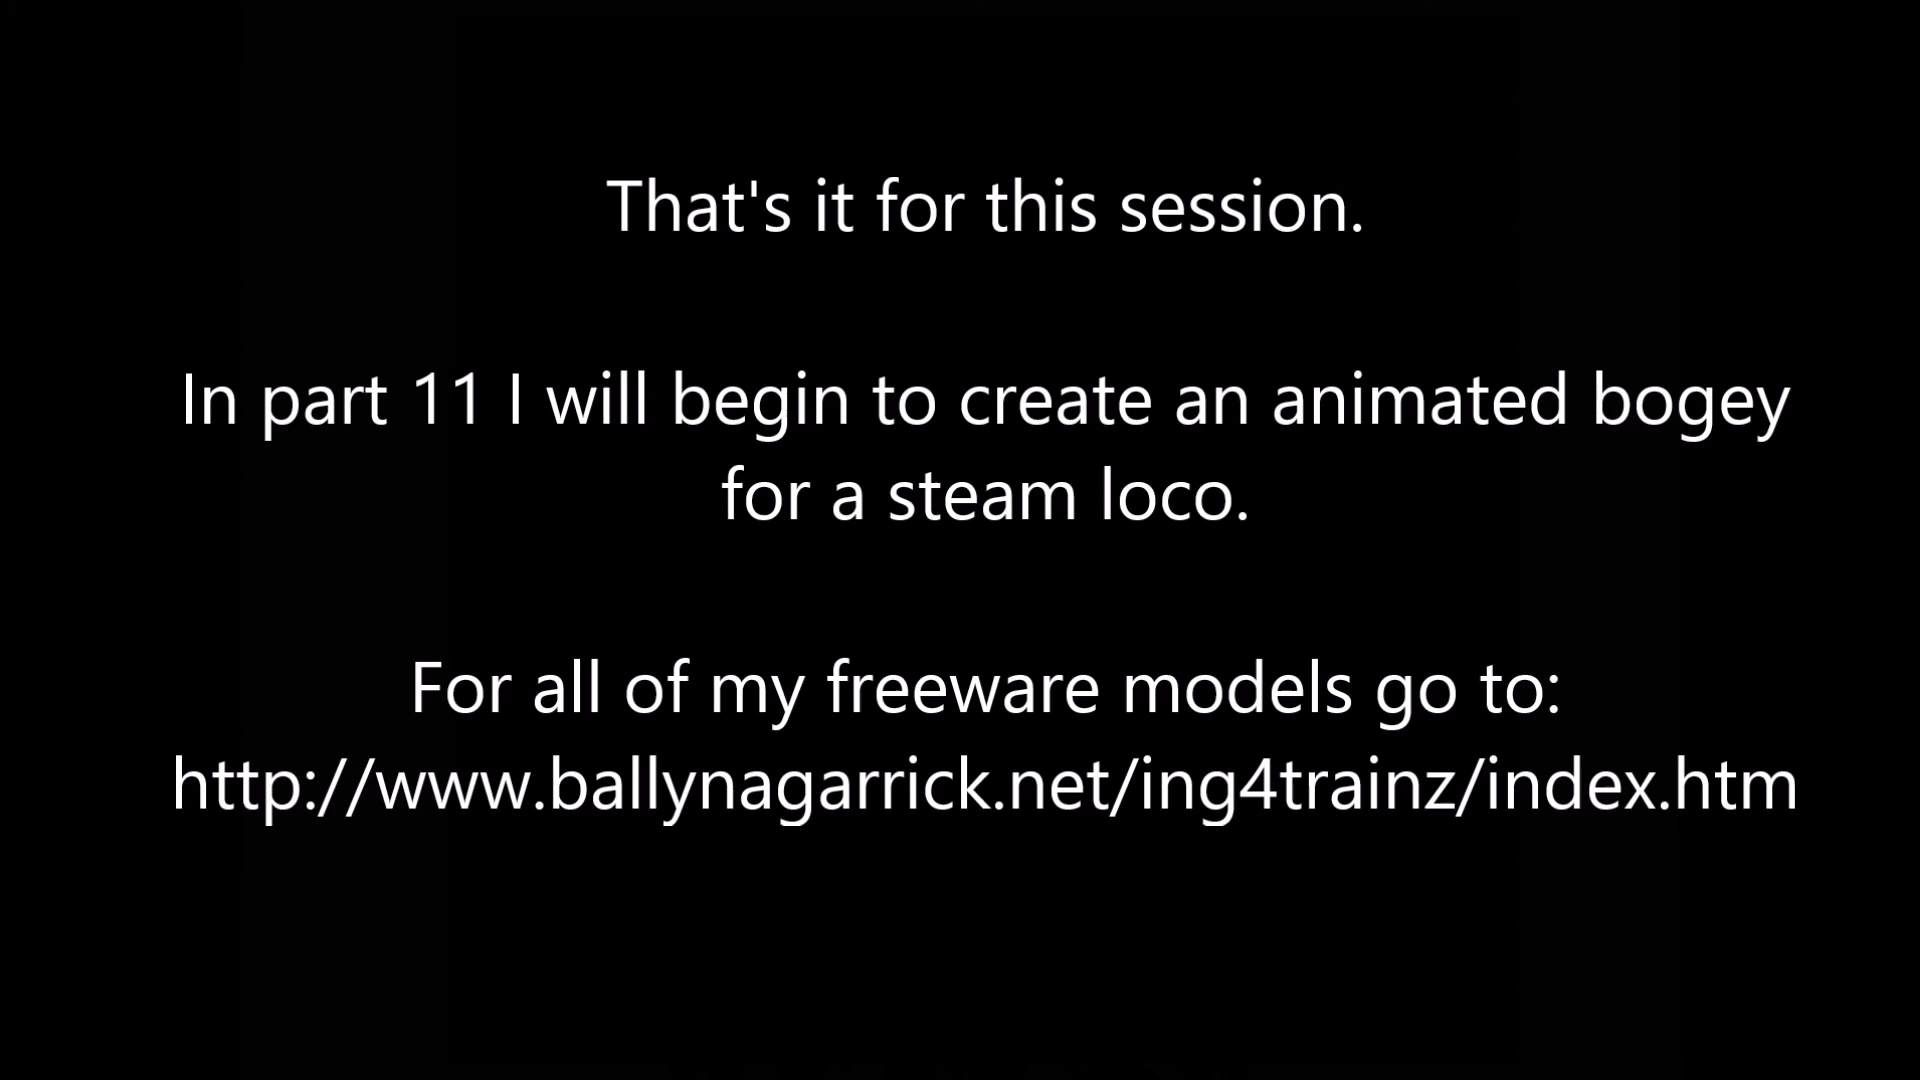 That's it for this session.
In part 11 I will begin to create an animated bogey
for a steam loco.
For all of my freeware models go to:
http://www.ballynagarrick.net/ing4trainz/index.htm